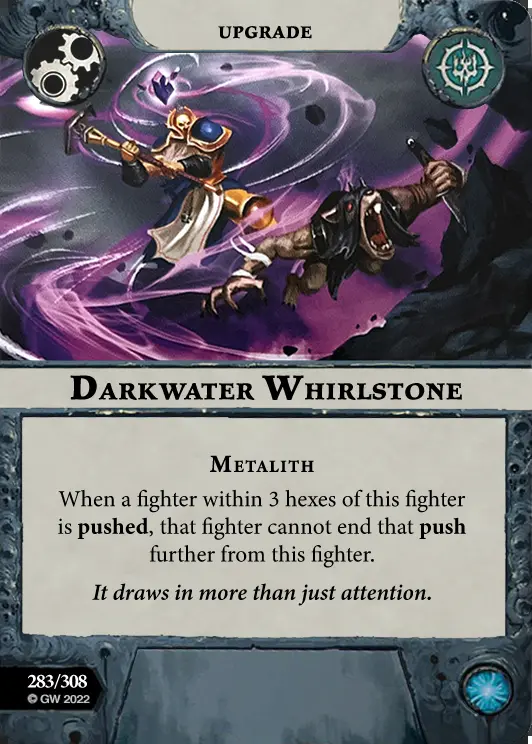 UPGRADE
DARKWATER WHIRLSTONE
METALITH
When a fighter within 3 hexes of this fighter
is pushed, that fighter cannot end that push
further from this fighter.
It draws in more than just attention.
283/308
© GW 2022